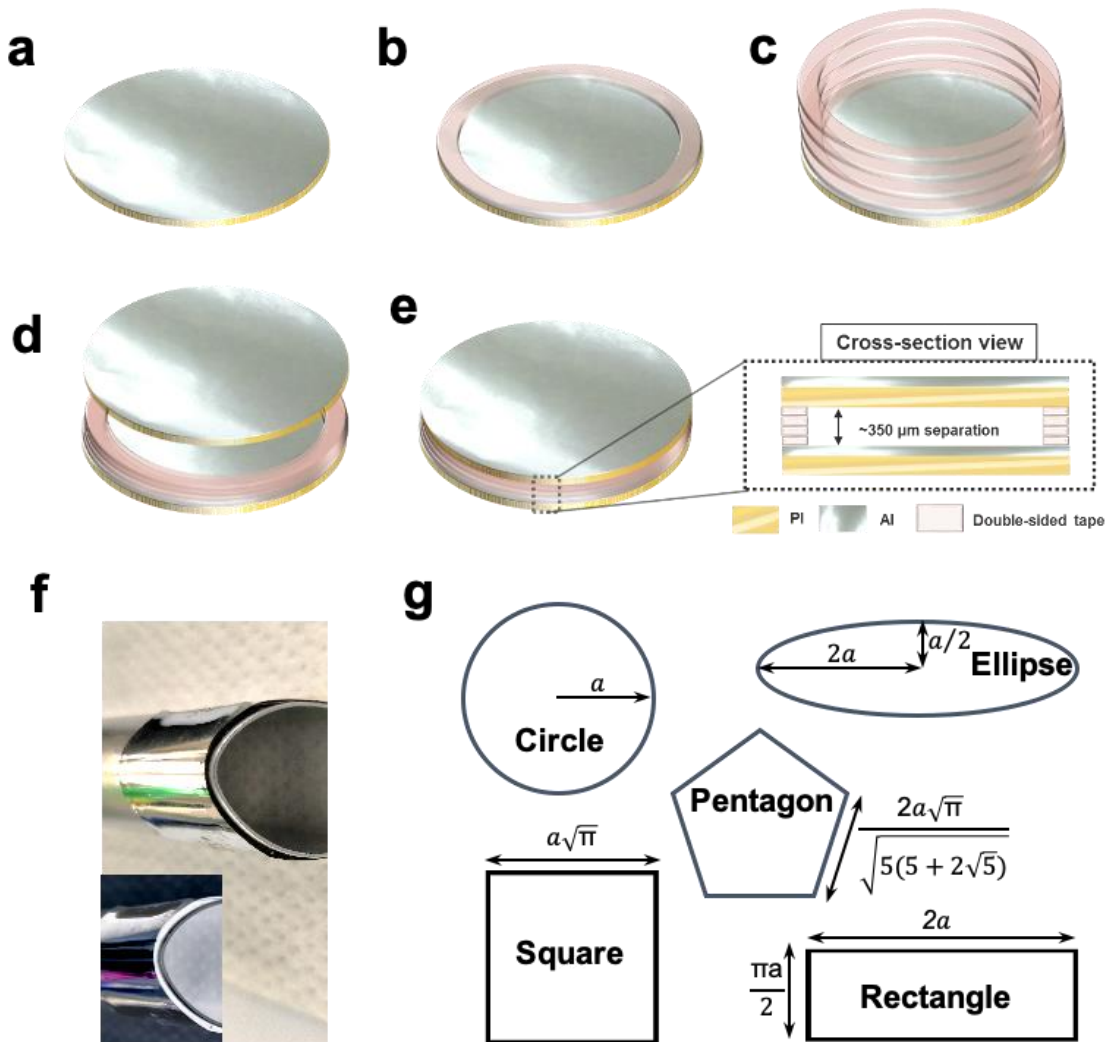 a
b
c
d
e
Cross-section view
~350 μm separation
PI
Al
Double-sided tape
f
g
a
Circle
2a
a/2
Ellipse
Pentagon
2a√π
√5(5 + 2√5)
a√π
Square
2a
πa
2
Rectangle